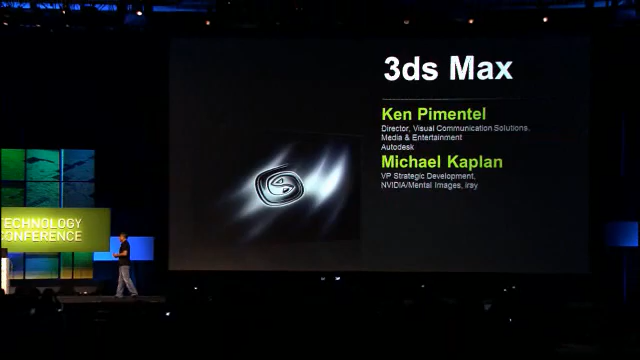 3ds Max
Ken Pimentel
Director, Visual Communication Solutions,
Media & Entertainment
Autodesk
Michael Kaplan
VP Strategic Development,
NVIDIA/Mental Images, iray
TECHNOLOGY
CONFERENCE